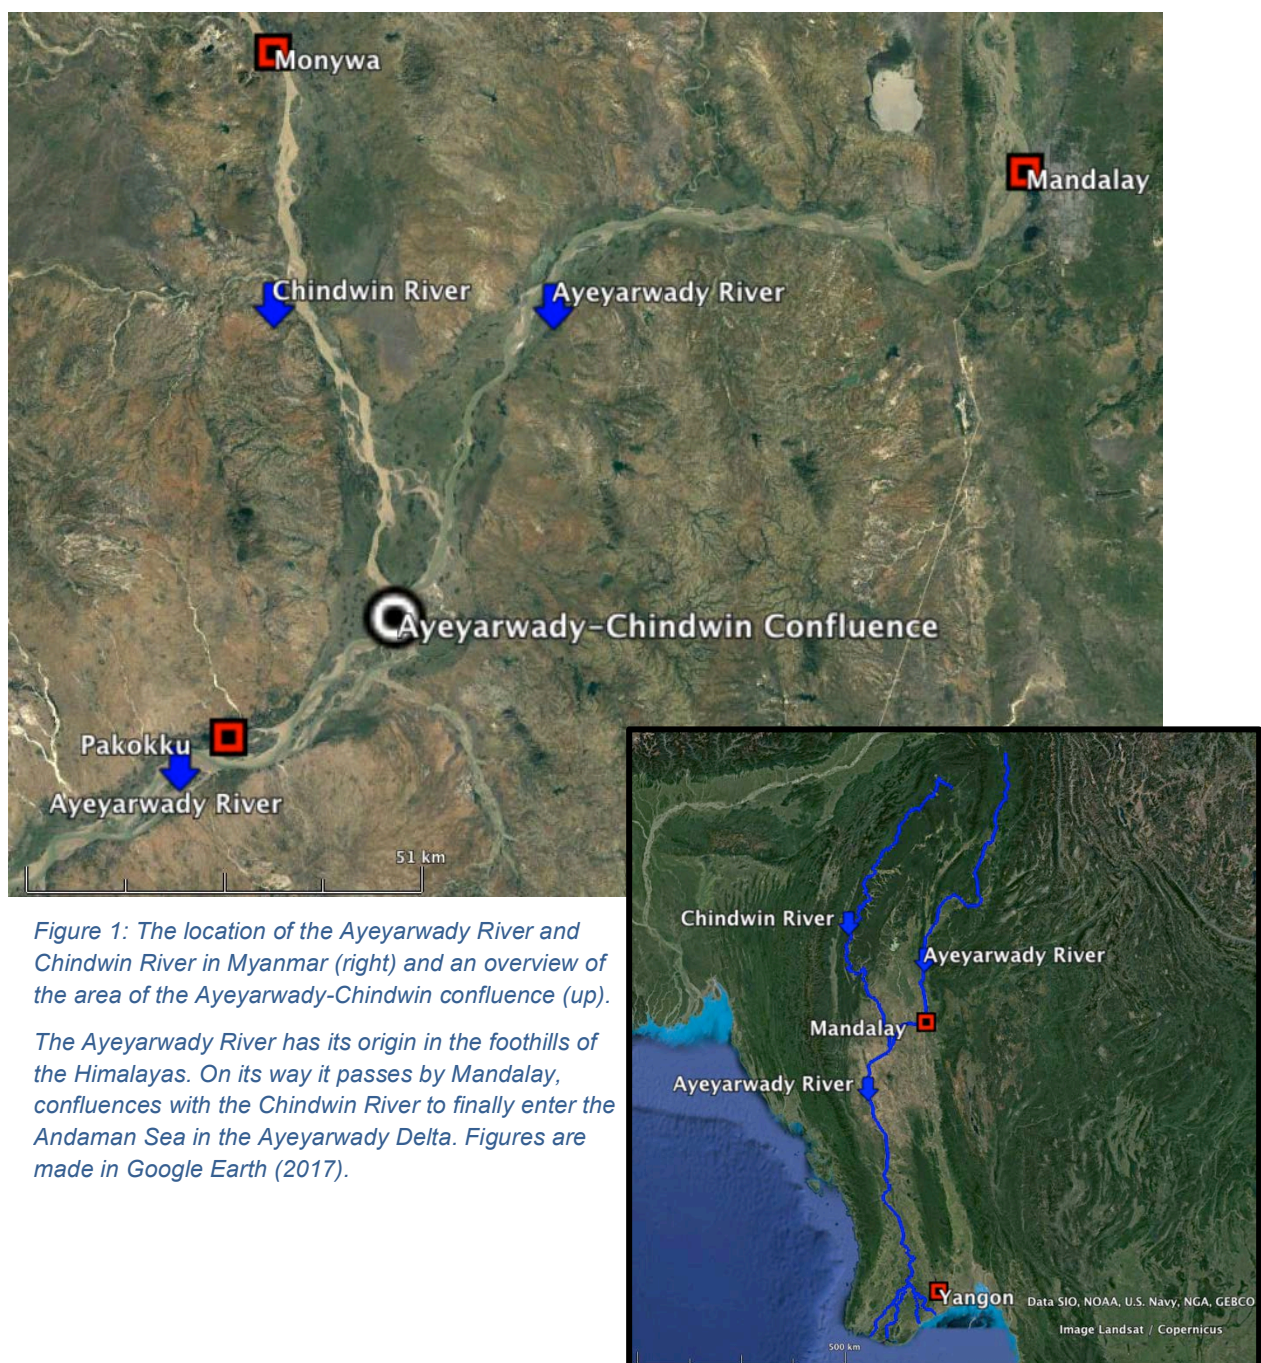 Monywa
Mandalay
Chindwin River
Ayeyarwady River
Ayeyarwady-Chindwin Confluence
Pakokku
Ayeyarwady River
51 km
Figure 1: The location of the Ayeyarwady River and
Chindwin River in Myanmar (right) and an overview of
the area of the Ayeyarwady-Chindwin confluence (up).
The Ayeyarwady River has its origin in the foothills of
the Himalayas. On its way it passes by Mandalay,
confluences with the Chindwin River to finally enter the
Andaman Sea in the Ayeyarwady Delta. Figures are
made in Google Earth (2017).
Chindwin River
Ayeyarwady River
Mandalay
Ayeyarwady River
Yangon
Data SIO, NOAA, U.S. Navy, NGA, GEBCO
Image Landsat / Copernicus
500 km